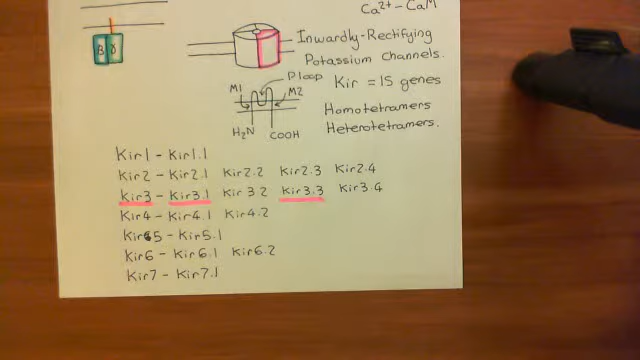 Ca²⁺ - CaM
β γ
Inwardly-Rectifying
Potassium channels.
P loop
Kir = 15 genes
M1
M2
Homotetramers
Heterotetramers.
H₂N
COOH
Kir1 - Kir1.1
Kir2 - Kir2.1 Kir2.2 Kir2.3 Kir2.4
Kir3 - Kir3.1 Kir3.2 Kir3.3 Kir3.4
Kir4 - Kir4.1 Kir4.2
Kir5 - Kir5.1
Kir6 - Kir6.1 Kir6.2
Kir7 - Kir7.1